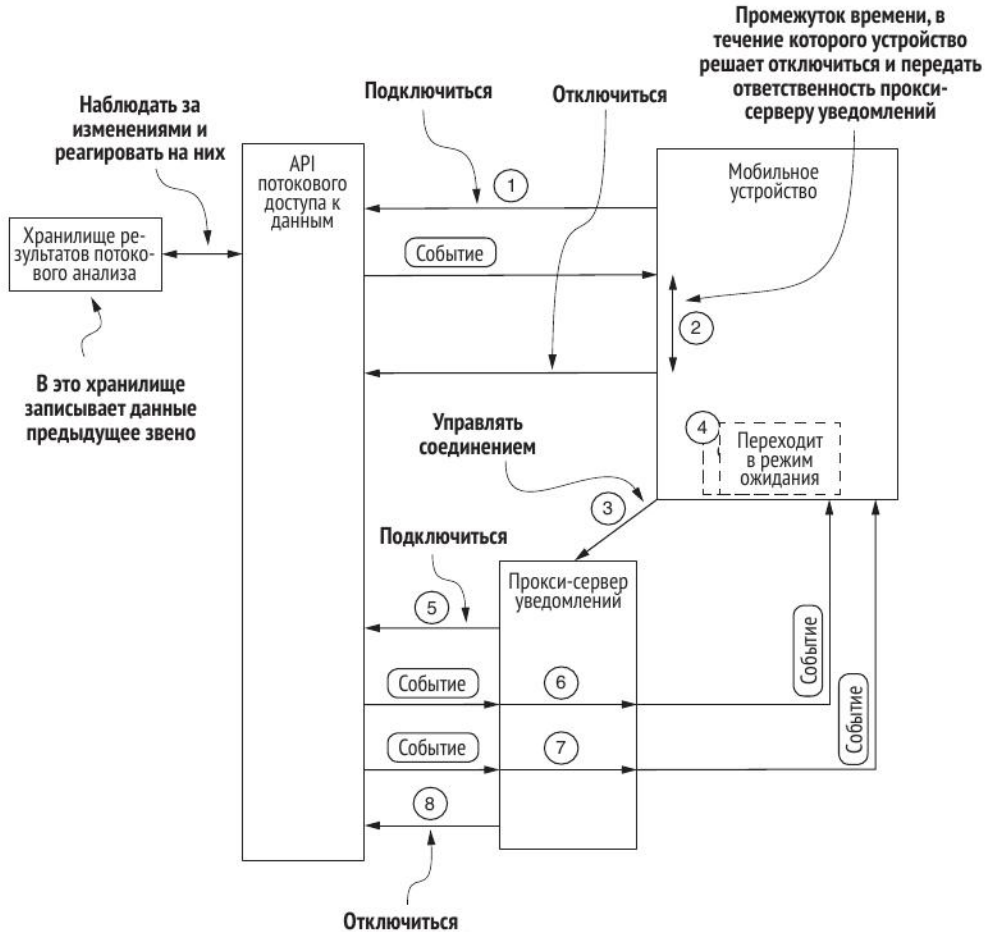 Промежуток времени, в
течение которого устройство
решает отключиться и передать
ответственность прокси-
серверу уведомлений
Подключиться
Отключиться
Наблюдать за
изменениями и
реагировать на них
API
потокового
доступа к
данным
Мобильное
устройство
1
Хранилище ре-
зультатов потоко-
вого анализа
Событие
2
В это хранилище
записывает данные
предыдущее звено
Управлять
соединением
4
Переходит
в режим
ожидания
3
Подключиться
Прокси-сервер
уведомлений
5
Событие
6
Событие
Событие
7
Событие
8
Отключиться